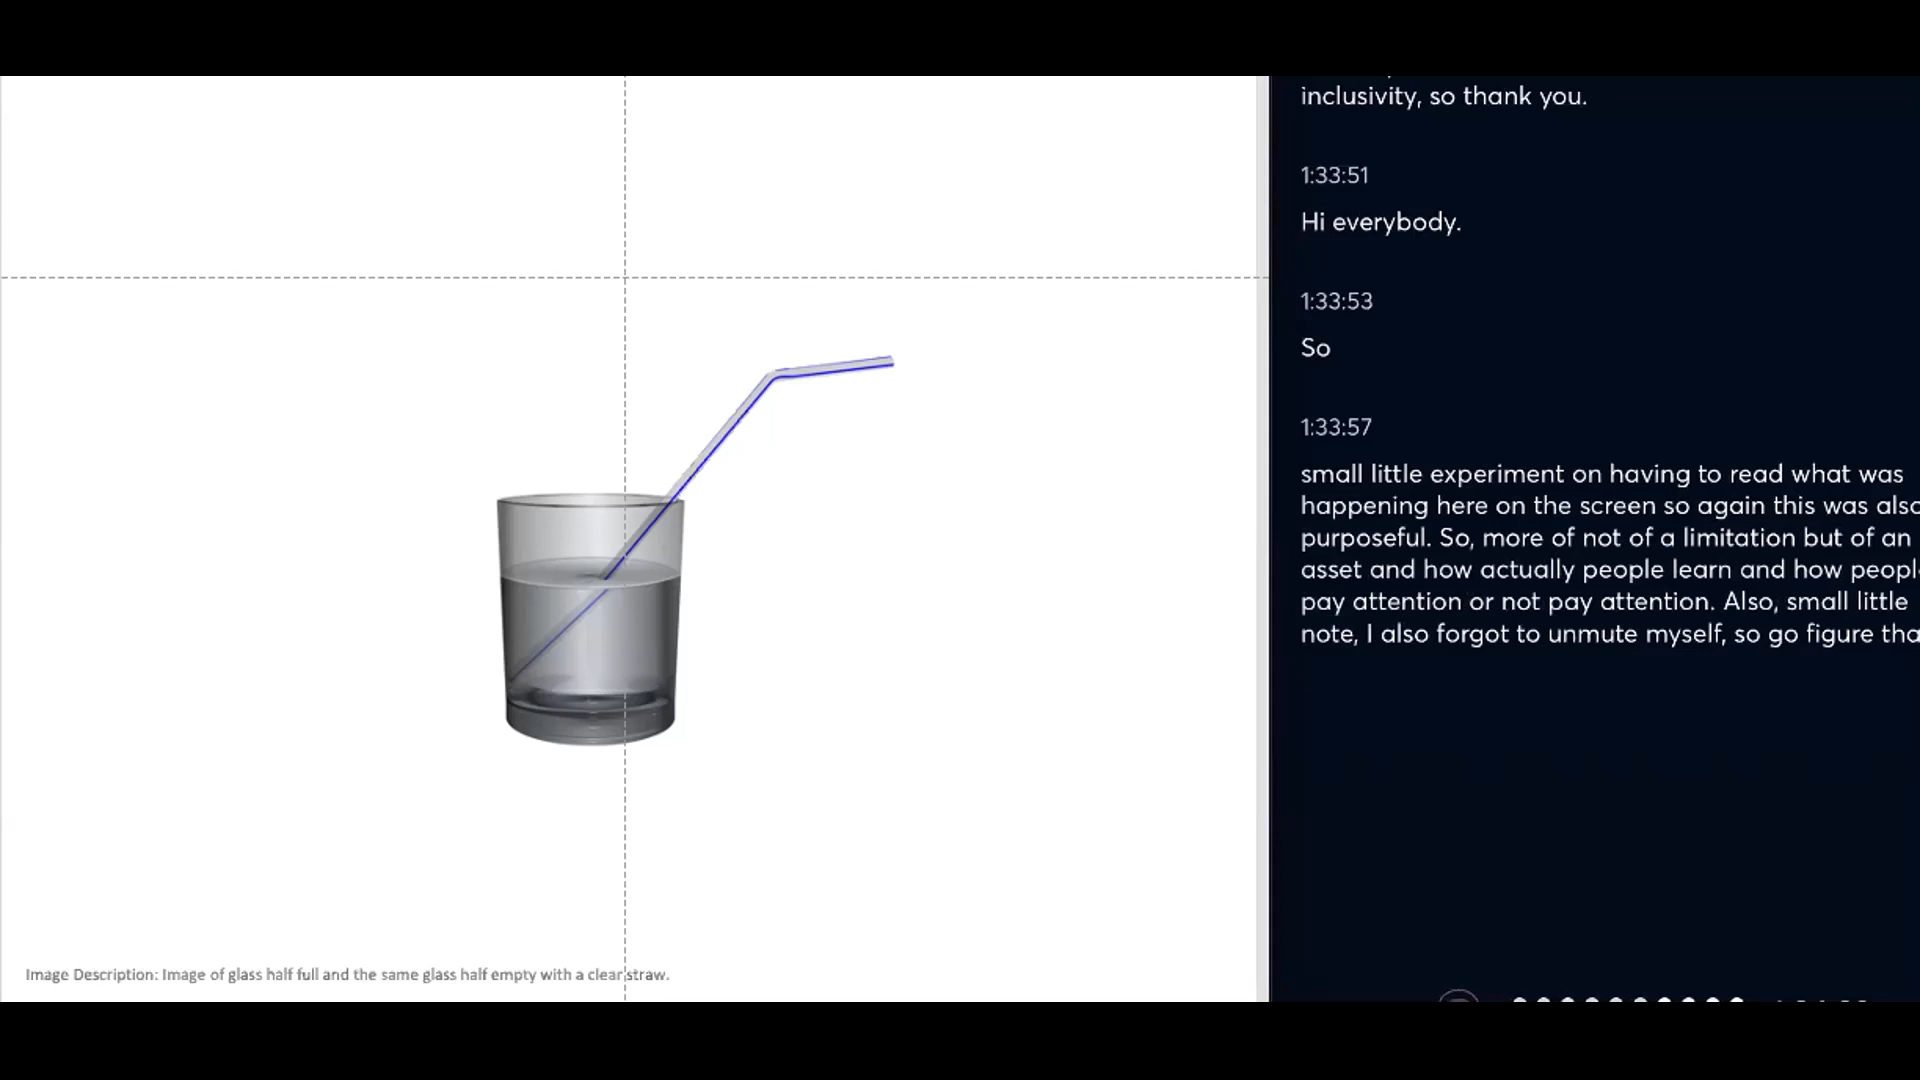 inclusivity, so thank you.
1:33:51
Hi everybody.
1:33:53
So
1:33:57
small little experiment on having to read what was
happening here on the screen so again this was also
purposeful. So, more of not of a limitation but of an
asset and how actually people learn and how
pay attention or not pay attention. Also, small little
note, I also forgot to unmute myself, so go figure
Image Description: Image of glass half full and the same glass half empty with a clear straw.